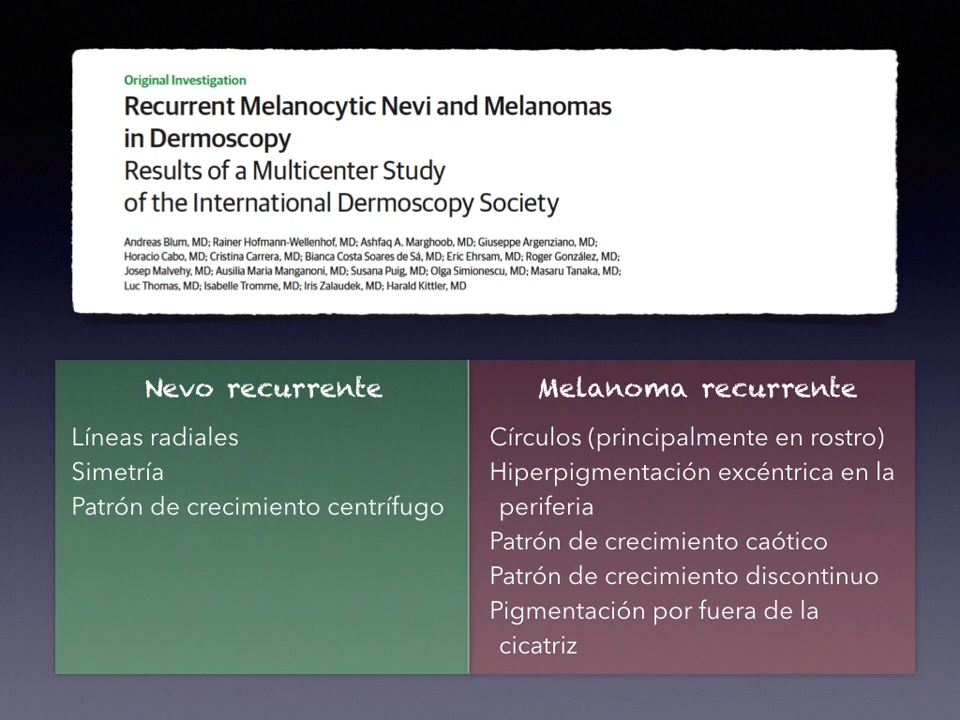 Original Investigation
Recurrent Melanocytic Nevi and Melanomas
in Dermoscopy
Results of a Multicenter Study
of the International Dermoscopy Society
Andreas Blum, MD; Rainer Hofmann-Wellenhof, MD; Ashfaq A. Marghoob, MD; Giuseppe Argenziano, MD;
Horacio Cabo, MD; Cristina Carrera, MD; Bianca Costa Soares de Sá, MD; Eric Ehrsam, MD; Roger González, MD;
Josep Malvehy, MD; Ausilia Maria Manganoni, MD; Susana Puig, MD; Olga Simionescu, MD; Masaru Tanaka, MD;
Luc Thomas, MD; Isabelle Tromme, MD; Iris Zalaudek, MD; Harald Kittler, MD
Nevo recurrente
Líneas radiales
Simetría
Patrón de crecimiento centrífugo
Melanoma recurrente
Círculos (principalmente en rostro)
Hiperpigmentación excéntrica en la
periferia
Patrón de crecimiento caótico
Patrón de crecimiento discontinuo
Pigmentación por fuera de la
cicatriz